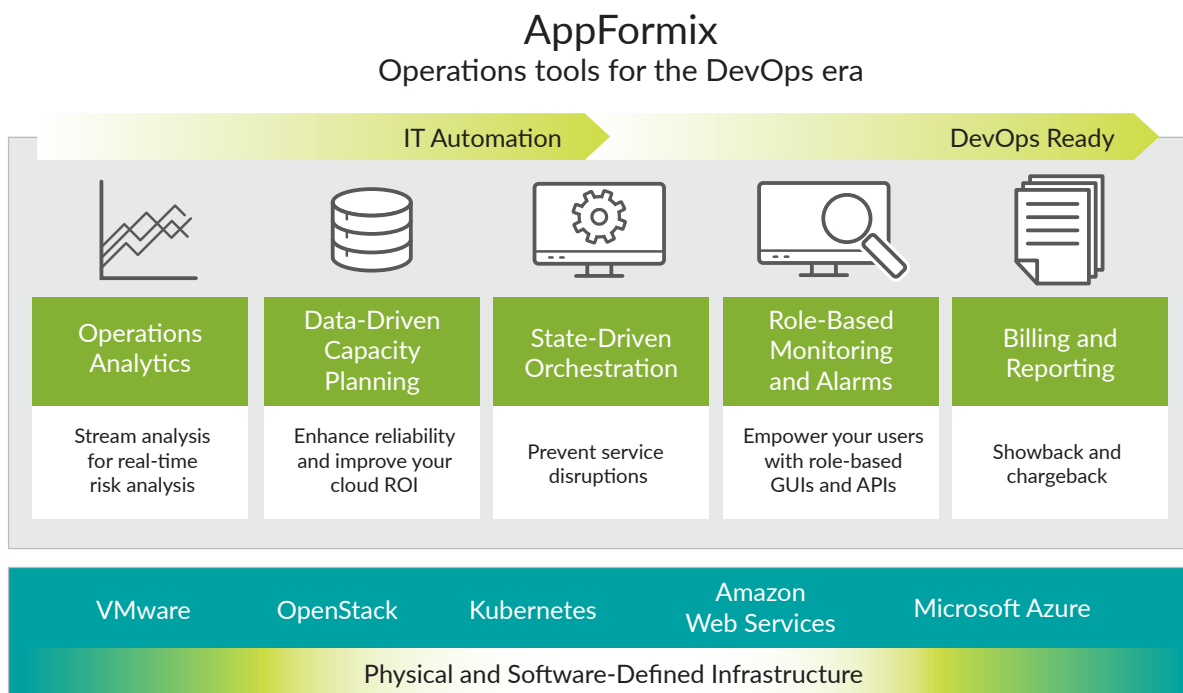 AppFormix
Operations tools for the DevOps era
IT Automation
DevOps Ready
Operations
Analytics
Stream analysis
for real-time
risk analysis
Data-Driven
Capacity
Planning
Enhance reliability
and improve your
cloud ROI
State-Driven
Orchestration
Prevent service
disruptions
Role-Based
Monitoring
and Alarms
Empower your users
with role-based
GUIs and APIs
Billing and
Reporting
Showback and
chargeback
VMware
OpenStack
Kubernetes
Amazon
Web Services
Microsoft Azure
Physical and Software-Defined Infrastructure